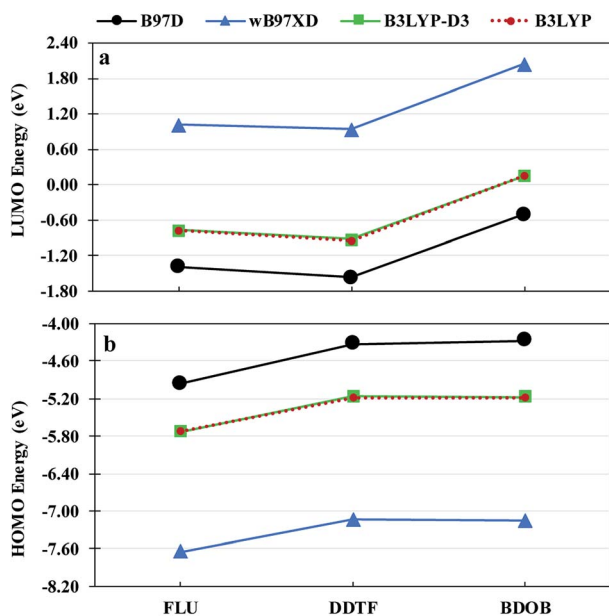 B97D wB97XD B3LYP-D3 B3LYP
a
LUMO Energy (eV)
2.40
1.80
1.20
0.60
0.00
-0.60
-1.20
-1.80
b
HOMO Energy (eV)
-4.00
-4.60
-5.20
-5.80
-6.40
-7.00
-7.60
-8.20
FLU DDTF BDOB